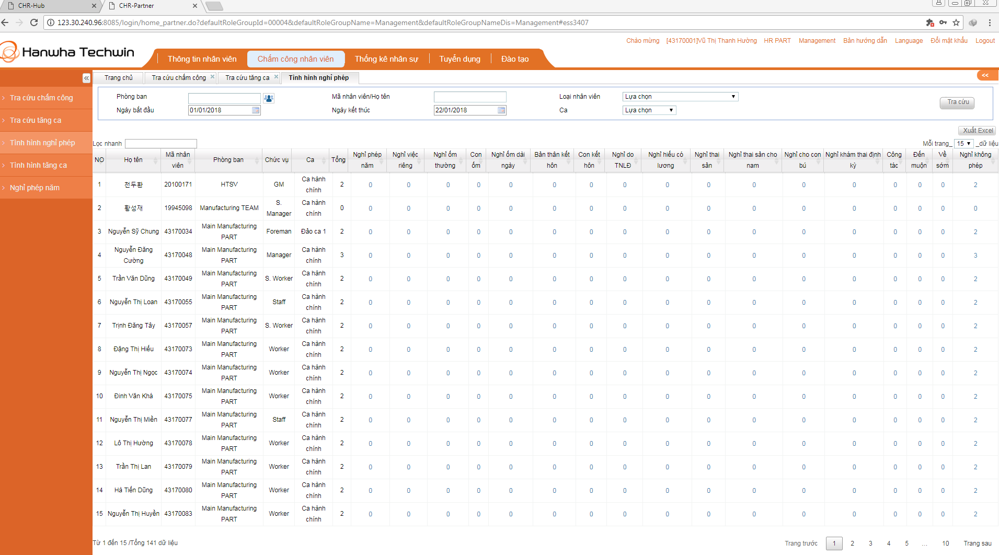 CHR-Hub
CHR-Partner
123.30.240.96:8085/login/home_partner.do?defaultRoleGroupId=00004&defaultRoleGroupName=Management&defaultRoleGroupNameDis=Management#ess3407
Chào mừng [43170001]Vũ Thị Thanh Hường HR PART Management Bản hướng dẫn Language Đổi mật khẩu Logout
Hanwha Techwin
Thông tin nhân viên Chấm công nhân viên Thống kê nhân sự Tuyển dụng Đào tạo
Trang chủ Tra cứu chấm công Tra cứu tăng ca Tình hình nghỉ phép <<
Tra cứu chấm công
Tra cứu tăng ca
Tình hình nghỉ phép
Tình hình tăng ca
Nghỉ phép năm
Phòng ban Mã nhân viên/Họ tên Loại nhân viên Lựa chọn
Ngày bắt đầu 01/01/2018 Ngày kết thúc 22/01/2018 Ca Lựa chọn
Tra cứu
Xuất Excel
Lọc nhanh Mỗi trang_ 15 _dữ liệu
NO Họ tên Mã nhân viên Phòng ban Chức vụ Ca Tổng Nghỉ phép năm Nghỉ việc riêng Nghỉ ốm thường Con ốm Nghỉ ốm dài ngày Bản thân kết hôn Con kết hôn Nghỉ do TNLĐ Nghỉ hiếu có lương Nghỉ thai sản Nghỉ thai sản cho nam Nghỉ cho con bú Nghỉ khám thai định kỳ Công tác Đến muộn Về sớm Nghỉ không phép
1 천두환 20100171 HTSV GM Ca hành chính 2 0 0 0 0 0 0 0 0 0 0 0 0 0 0 0 0 2
2 황성재 19945098 Manufacturing TEAM S. Manager Ca hành chính 0 0 0 0 0 0 0 0 0 0 0 0 0 0 0 0 0 0
3 Nguyễn Sỹ Chung 43170034 Main Manufacturing PART Foreman Đảo ca 1 2 0 0 0 0 0 0 0 0 0 0 0 0 0 0 0 0 2
4 Nguyễn Đăng Cường 43170048 Main Manufacturing PART Manager Ca hành chính 3 0 0 0 0 0 0 0 0 0 0 0 0 0 0 0 0 3
5 Trần Văn Dũng 43170049 Main Manufacturing PART S. Worker Ca hành chính 2 0 0 0 0 0 0 0 0 0 0 0 0 0 0 0 0 2
6 Nguyễn Thị Loan 43170055 Main Manufacturing PART Staff Ca hành chính 2 0 0 0 0 0 0 0 0 0 0 0 0 0 0 0 0 2
7 Trịnh Đăng Tây 43170057 Main Manufacturing PART S. Worker Ca hành chính 2 0 0 0 0 0 0 0 0 0 0 0 0 0 0 0 0 2
8 Đặng Thị Hiếu 43170073 Main Manufacturing PART Worker Ca hành chính 2 0 0 0 0 0 0 0 0 0 0 0 0 0 0 0 0 2
9 Nguyễn Thị Ngọc 43170074 Main Manufacturing PART Worker Ca hành chính 2 0 0 0 0 0 0 0 0 0 0 0 0 0 0 0 0 2
10 Đinh Văn Khá 43170075 Main Manufacturing PART Worker Ca hành chính 2 0 0 0 0 0 0 0 0 0 0 0 0 0 0 0 0 2
11 Nguyễn Thị Miền 43170077 Main Manufacturing PART Staff Ca hành chính 2 0 0 0 0 0 0 0 0 0 0 0 0 0 0 0 0 2
12 Lô Thị Hường 43170078 Main Manufacturing PART Worker Ca hành chính 2 0 0 0 0 0 0 0 0 0 0 0 0 0 0 0 0 2
13 Trần Thị Lan 43170079 Main Manufacturing PART Worker Ca hành chính 2 0 0 0 0 0 0 0 0 0 0 0 0 0 0 0 0 2
14 Hà Tiến Dũng 43170080 Main Manufacturing PART Worker Ca hành chính 2 0 0 0 0 0 0 0 0 0 0 0 0 0 0 0 0 2
15 Nguyễn Thị Huyền 43170083 Main Manufacturing PART Worker Ca hành chính 2 0 0 0 0 0 0 0 0 0 0 0 0 0 0 0 0 2
Từ 1 đến 15 /Tổng 141 dữ liệu
Trang trước 1 2 3 4 5 ... 10 Trang sau